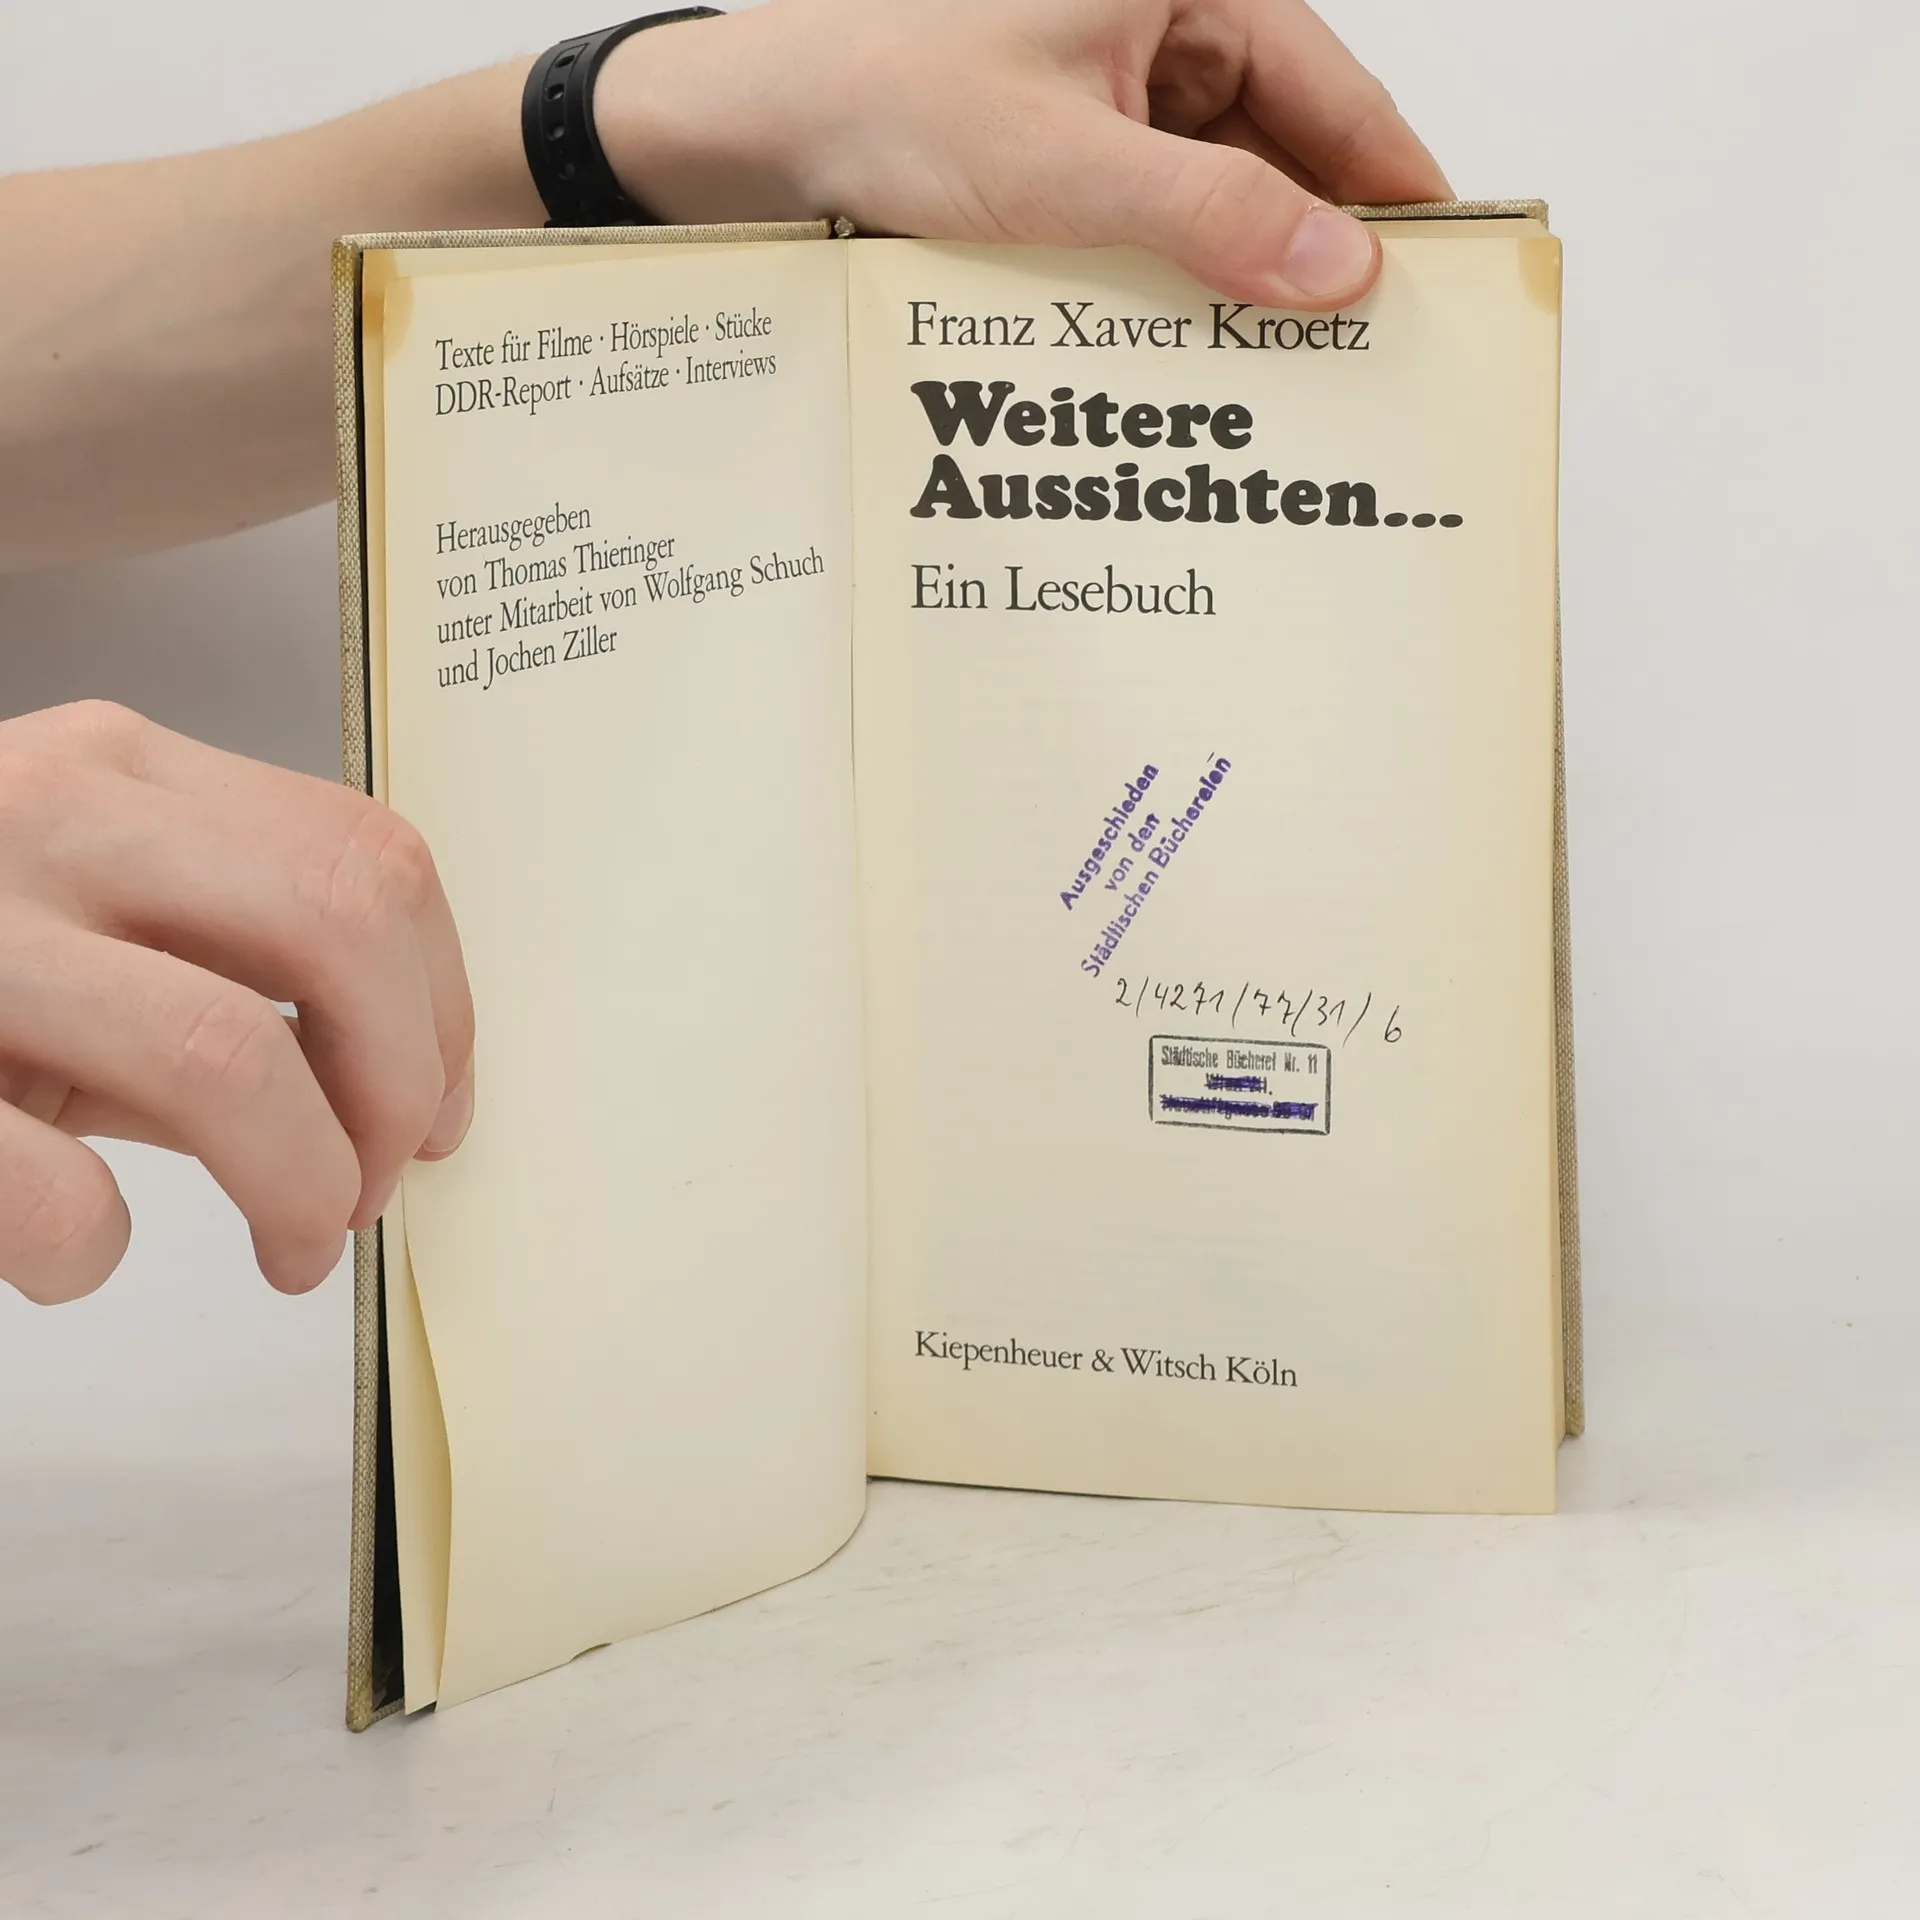 Texte für Filme · Hörspiele · Stücke
DDR-Report · Aufsätze · Interviews
Herausgegeben
von Thomas Thieringer
unter Mitarbeit von Wolfgang Schuch
und Jochen Ziller
Franz Xaver Kroetz
Weitere
Aussichten...
Ein Lesebuch
Ausgeschieden
von den
Städtischen Büchereien
2/4271/77/31/6
Städtische Bücherei Nr. 11
Kiepenheuer & Witsch Köln